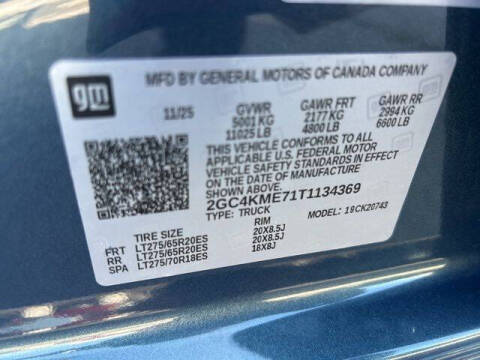 gm
MFD BY GENERAL MOTORS OF CANADA COMPANY
11/25 GVWR GAWR FRT GAWR RR
5001 KG 2177 KG 2994 KG
11025 LB 4800 LB 6600 LB
THIS VEHICLE CONFORMS TO ALL
APPLICABLE U.S. FEDERAL MOTOR
VEHICLE SAFETY STANDARDS IN EFFECT
ON THE DATE OF MANUFACTURE
SHOWN ABOVE.
2GC4KME71T1134369
TYPE: TRUCK MODEL: 19CK20743
TIRE SIZE RIM
FRT LT275/65R20ES 20X8.5J
RR LT275/65R20ES 20X8.5J
SPA LT275/70R18ES 18X8J